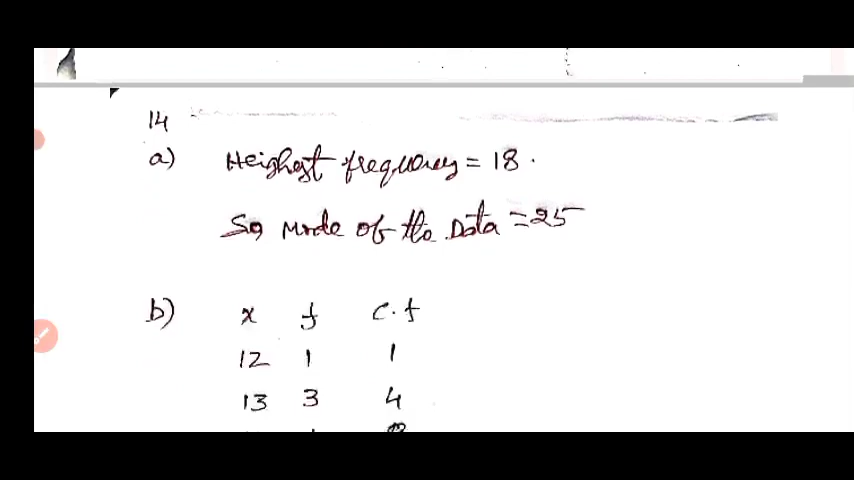 14
a) Heighest frequency = 18.
So, Mode of the Data = 25
b) x f c.f
12 1 1
13 3 4